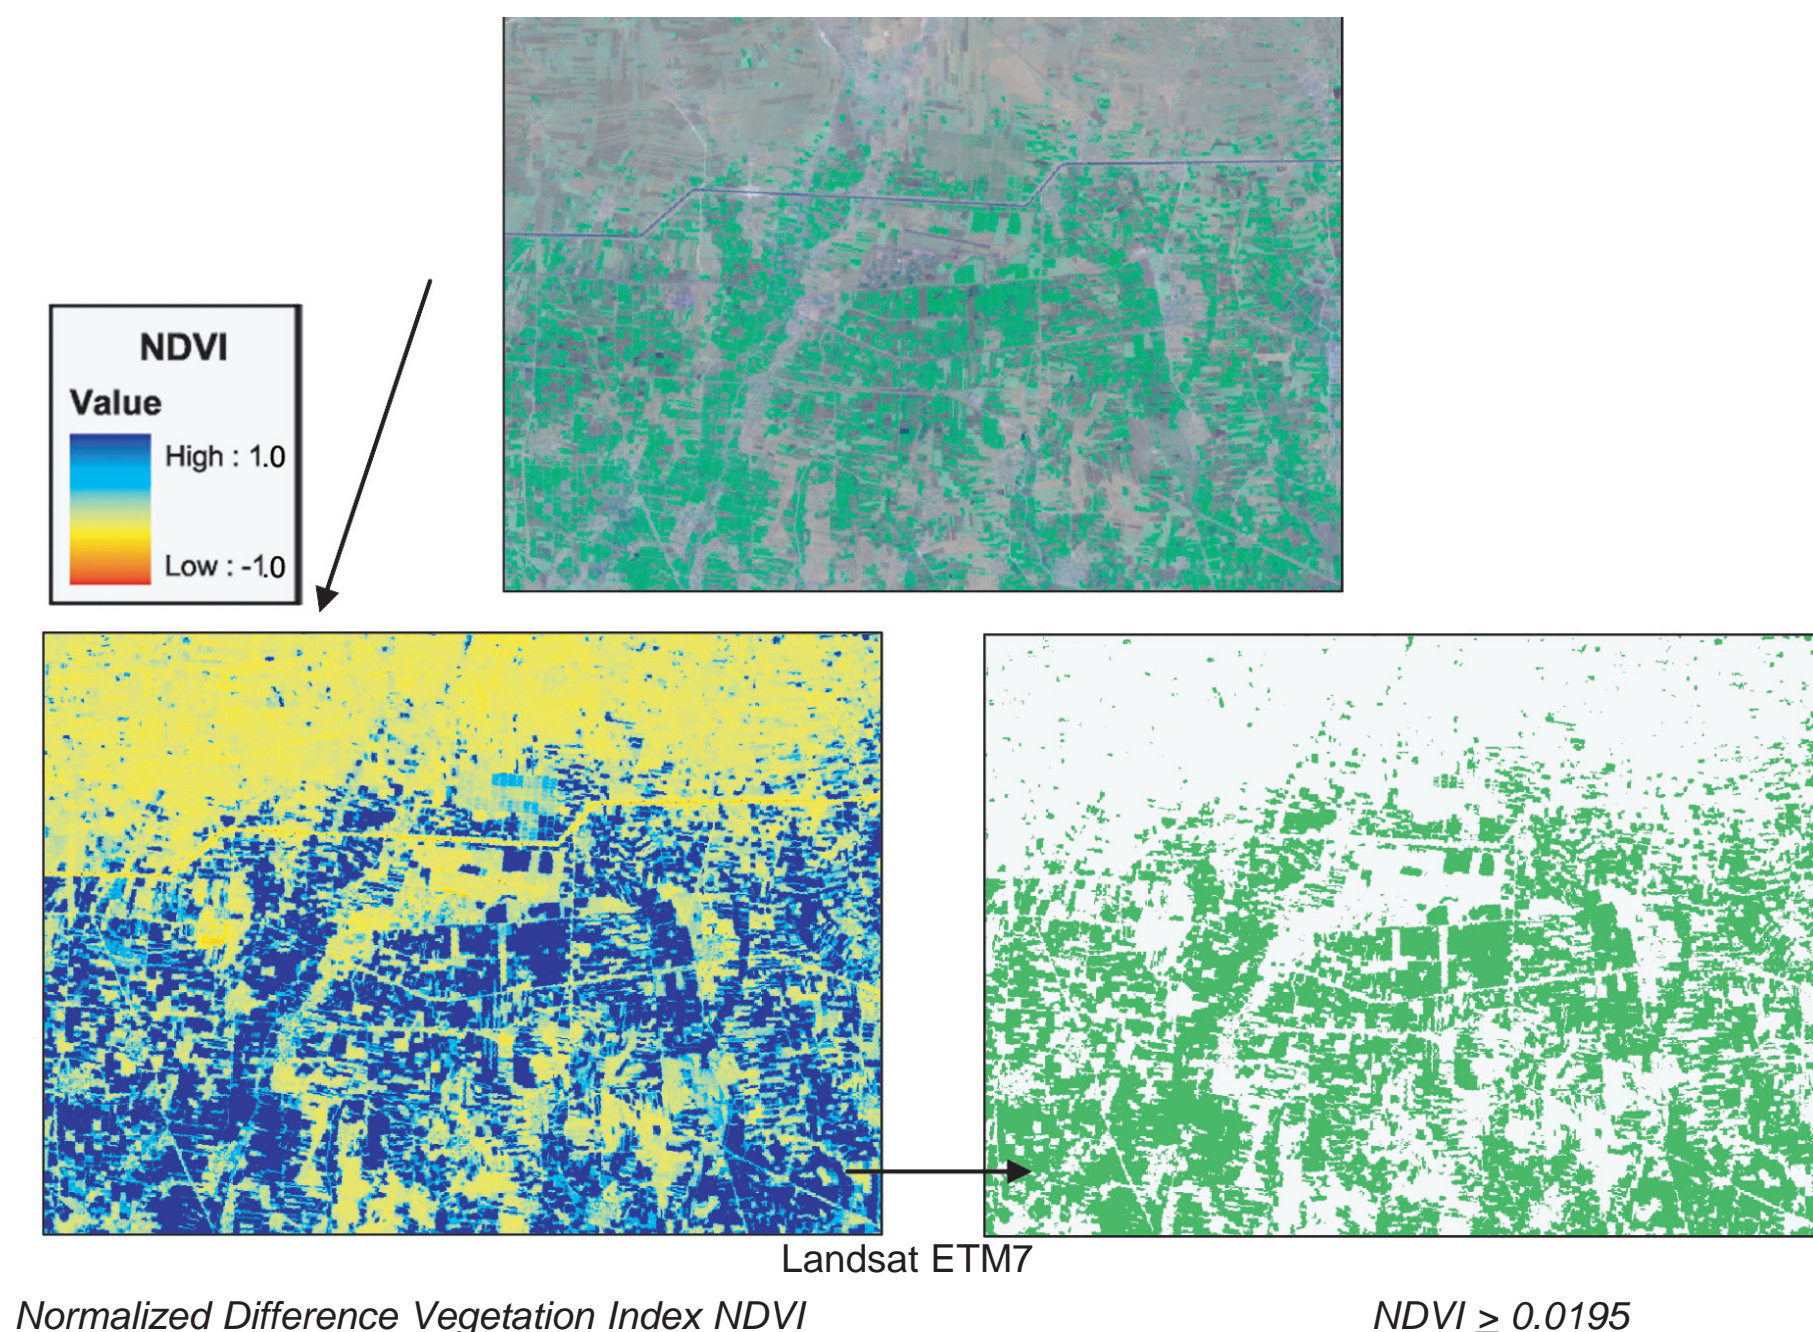 NDVI
Value
High : 1.0
Low : -1.0
Landsat ETM7
Normalized Difference Vegetation Index NDVI
NDVI ≥ 0.0195